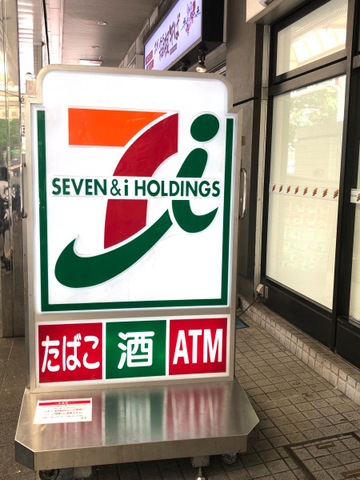 SEVEN & i HOLDINGS
たばこ
酒
ATM